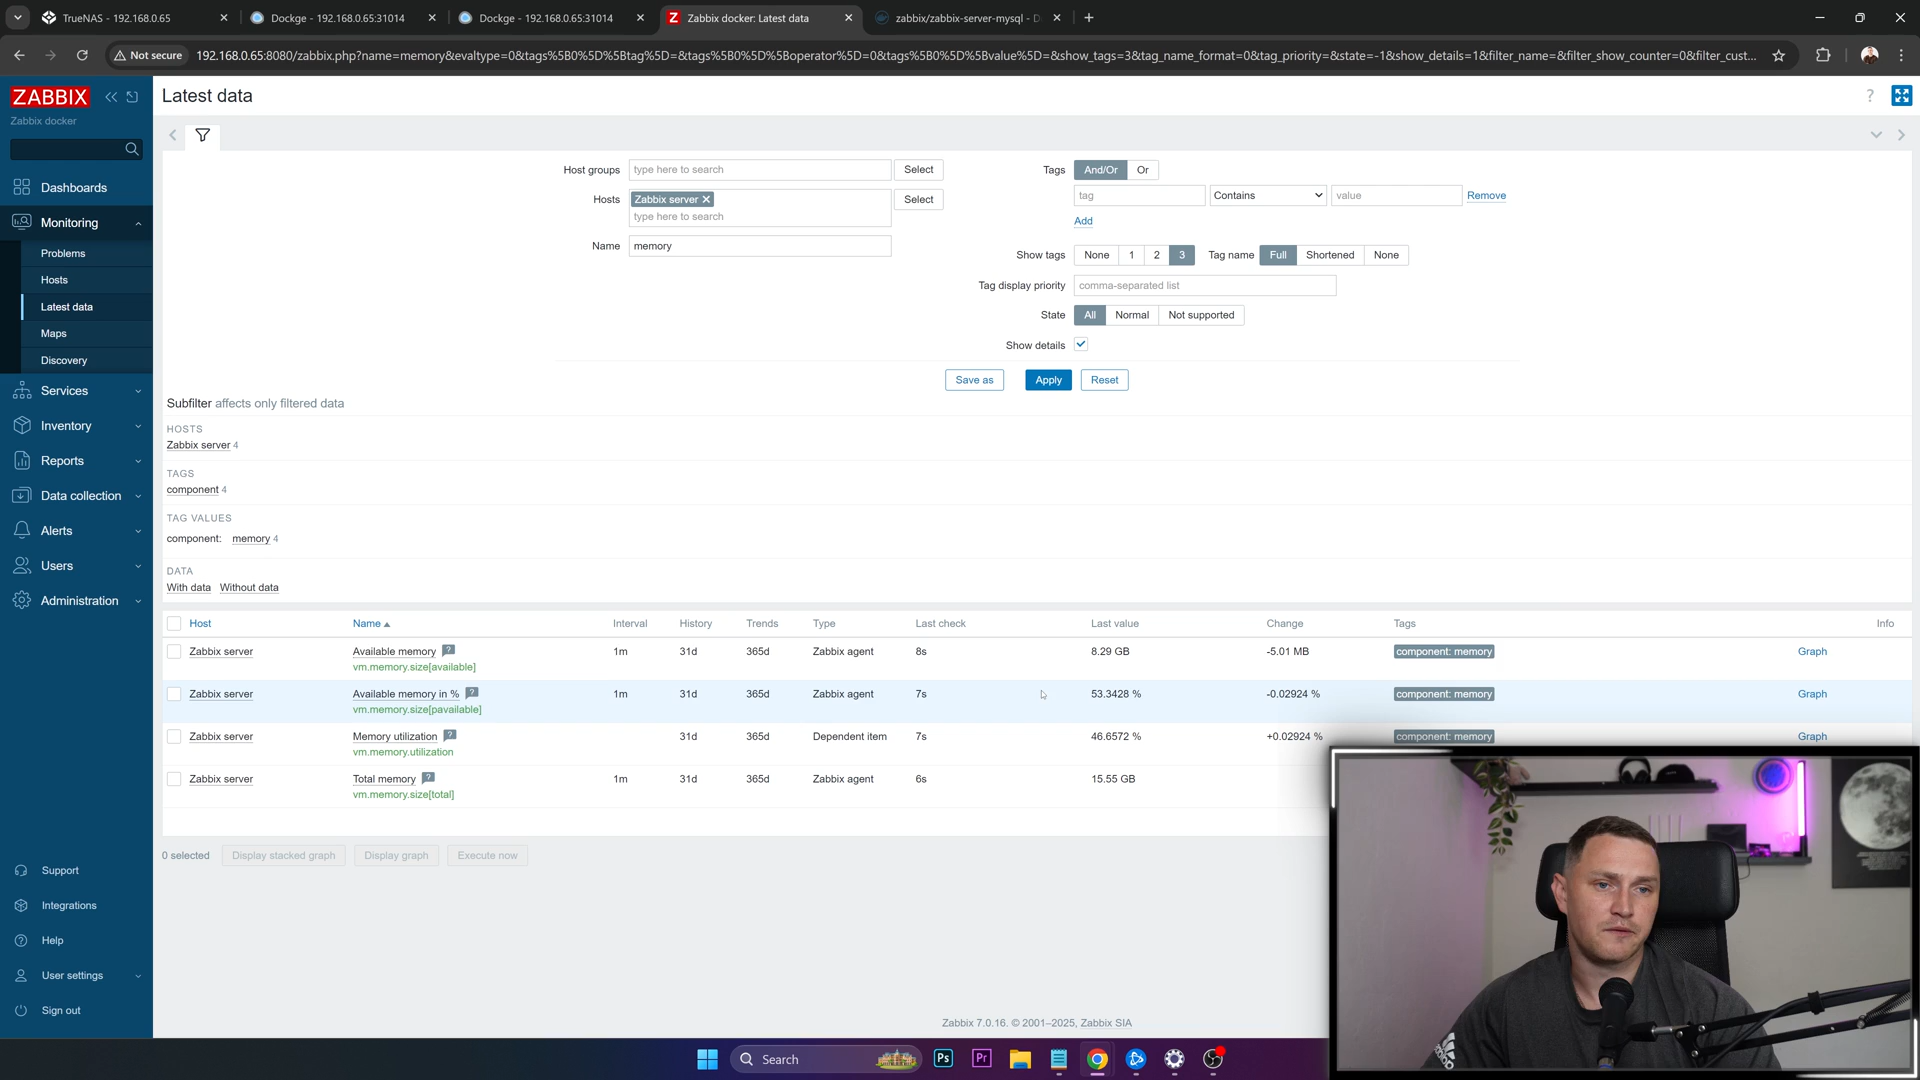 TrueNAS - 192.168.0.65
Dockge - 192.168.0.65:31014
Dockge - 192.168.0.65:31014
Zabbix docker: Latest data
zabbix/zabbix-server-mysql - D
Not secure
192.168.0.65:8080/zabbix.php?name=memory&evaltype=0&tags%5B0%5D%5Btag%5D=&tags%5B0%5D%5Boperator%5D=0&tags%5B0%5D%5Bvalue%5D=&show_tags=3&tag_name_format=0&tag_priority=&state=-1&show_details=1&filter_name=&filter_show_counter=0&filter_cust...
ZABBIX
Zabbix docker
Dashboards
Monitoring
Problems
Hosts
Latest data
Maps
Discovery
Services
Inventory
Reports
Data collection
Alerts
Users
Administration
Support
Integrations
Help
User settings
Sign out
Latest data
?
Host groups type here to search Select
Hosts Zabbix server Select
type here to search
Name memory
Tags And/Or Or
tag Contains value Remove
Add
Show tags None 1 2 3 Tag name Full Shortened None
Tag display priority comma-separated list
State All Normal Not supported
Show details
Save as Apply Reset
Subfilter affects only filtered data
HOSTS
Zabbix server 4
TAGS
component 4
TAG VALUES
component: memory 4
DATA
With data Without data
Host Name Interval History Trends Type Last check Last value Change Tags Info
Zabbix server Available memory ? 1m 31d 365d Zabbix agent 8s 8.29 GB -5.01 MB component: memory Graph
vm.memory.size[available]
Zabbix server Available memory in % ? 1m 31d 365d Zabbix agent 7s 53.3428 % -0.02924 % component: memory Graph
vm.memory.size[pavailable]
Zabbix server Memory utilization ? 31d 365d Dependent item 7s 46.6572 % +0.02924 % component: memory Graph
vm.memory.utilization
Zabbix server Total memory ? 1m 31d 365d Zabbix agent 6s 15.55 GB
vm.memory.size[total]
0 selected Display stacked graph Display graph Execute now
Zabbix 7.0.16. © 2001–2025, Zabbix SIA
Search
Ps
Pr
adidas